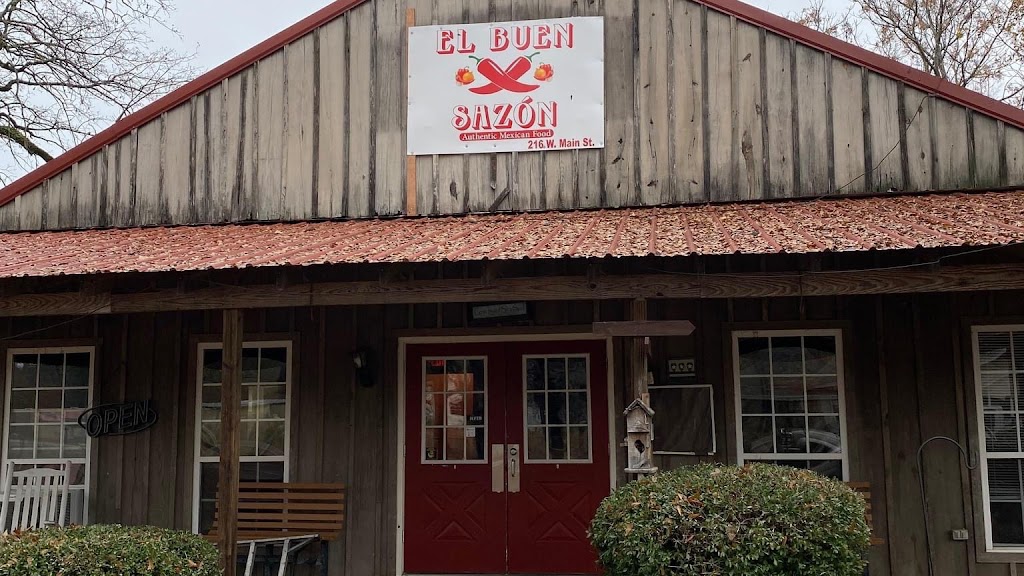 EL BUEN
SAZÓN
Authentic Mexican Food
216 W. Main St.
OPEN